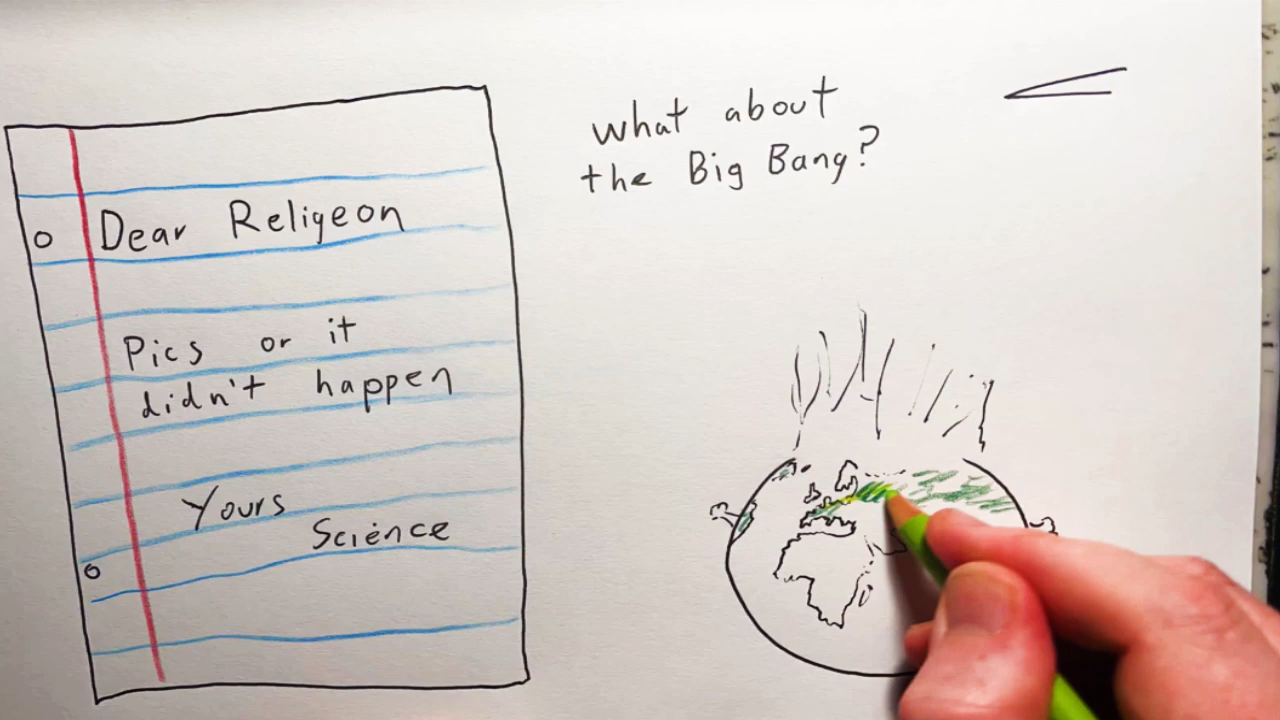 Dear Religeon
Pics or it
didn't happen
Yours
Science
what about
the Big Bang?